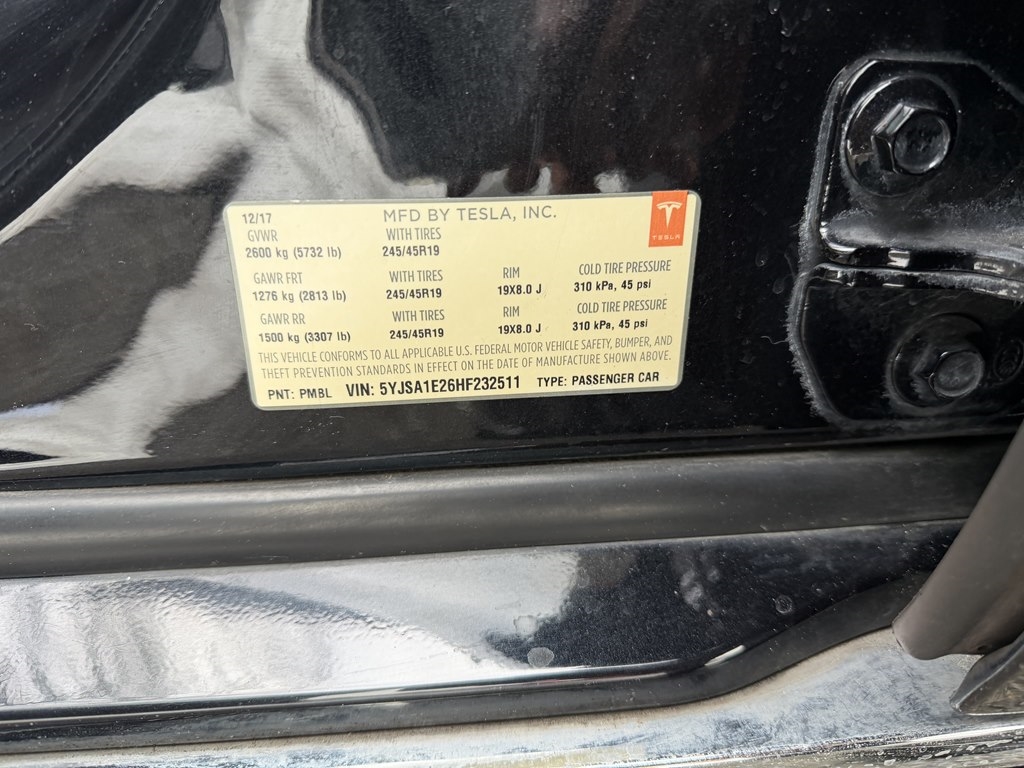 12/17 MFD BY TESLA, INC.
TESLA
GVWR WITH TIRES
2600 kg (5732 lb) 245/45R19
GAWR FRT WITH TIRES RIM COLD TIRE PRESSURE
1276 kg (2813 lb) 245/45R19 19X8.0 J 310 kPa, 45 psi
GAWR RR WITH TIRES RIM COLD TIRE PRESSURE
1500 kg (3307 lb) 245/45R19 19X8.0 J 310 kPa, 45 psi
THIS VEHICLE CONFORMS TO ALL APPLICABLE U.S. FEDERAL MOTOR VEHICLE SAFETY, BUMPER, AND
THEFT PREVENTION STANDARDS IN EFFECT ON THE DATE OF MANUFACTURE SHOWN ABOVE.
PNT: PMBL VIN: 5YJSA1E26HF232511 TYPE: PASSENGER CAR